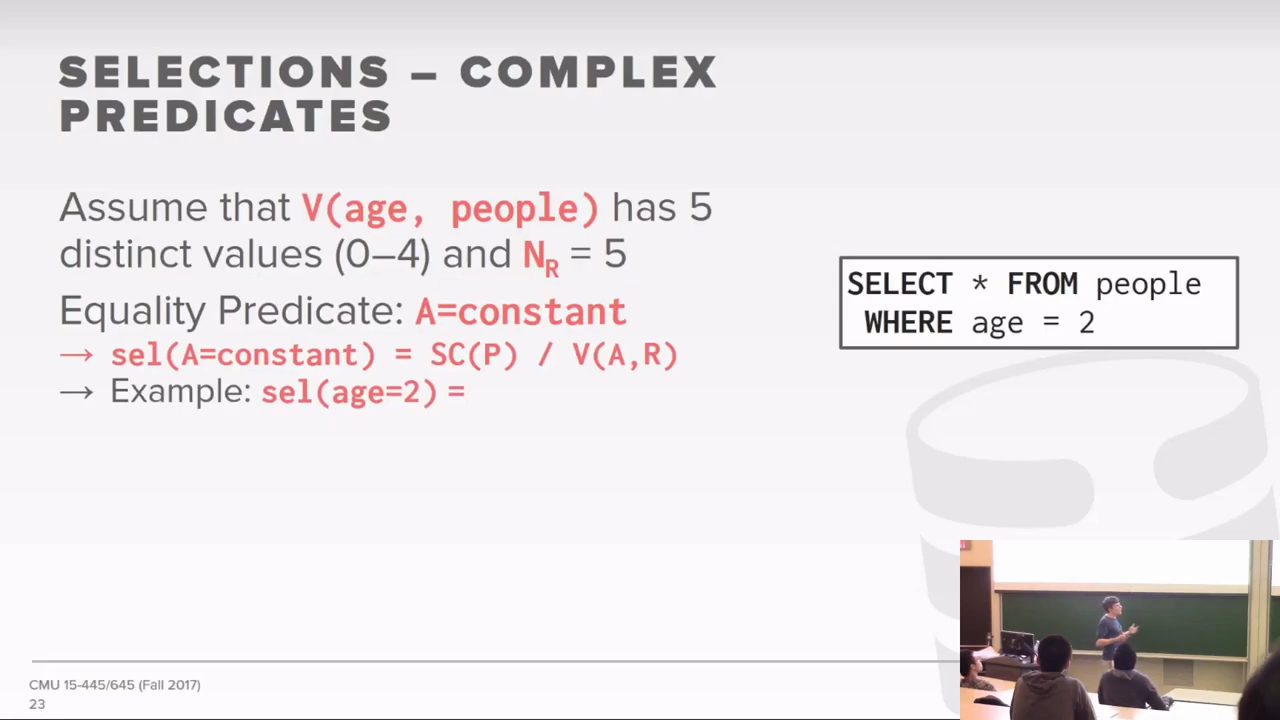 SELECTIONS – COMPLEX
PREDICATES
Assume that V(age, people) has 5
distinct values (0–4) and NR = 5
Equality Predicate: A=constant
→ sel(A=constant) = SC(P) / V(A,R)
→ Example: sel(age=2) =
SELECT * FROM people
WHERE age = 2
CMU 15-445/645 (Fall 2017)
23